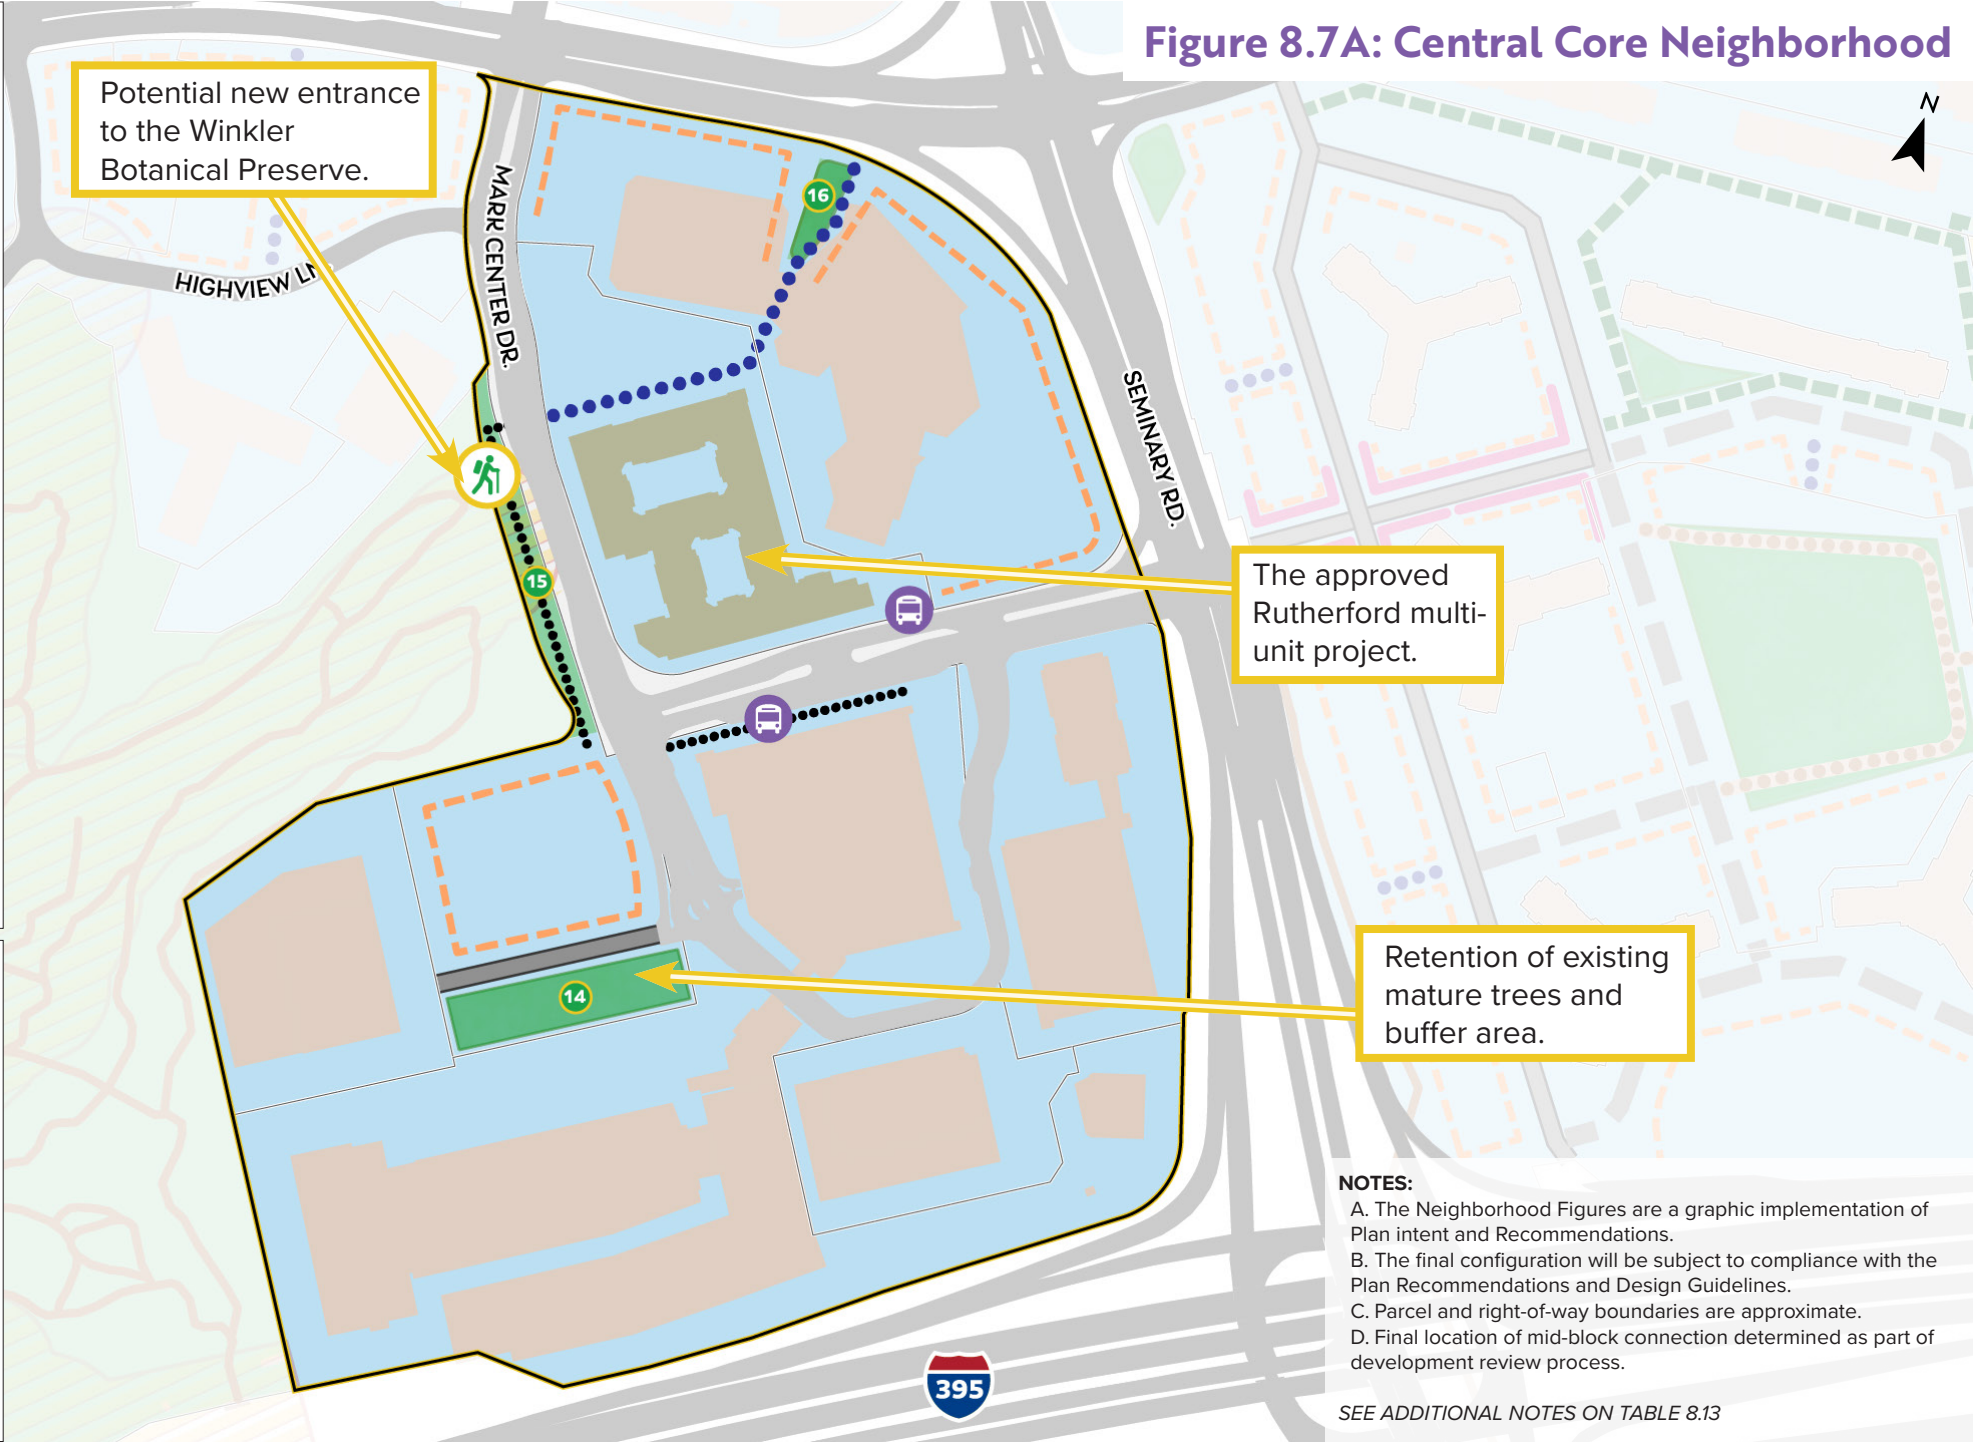 Figure 8.7A: Central Core Neighborhood
N
Potential new entrance
to the Winkler
Botanical Preserve.
MARK CENTER DR.
HIGHVIEW LN
16
SEMINARY RD.
15
The approved
Rutherford multi-
unit project.
14
Retention of existing
mature trees and
buffer area.
395
NOTES:
A. The Neighborhood Figures are a graphic implementation of
Plan intent and Recommendations.
B. The final configuration will be subject to compliance with the
Plan Recommendations and Design Guidelines.
C. Parcel and right-of-way boundaries are approximate.
D. Final location of mid-block connection determined as part of
development review process.
SEE ADDITIONAL NOTES ON TABLE 8.13